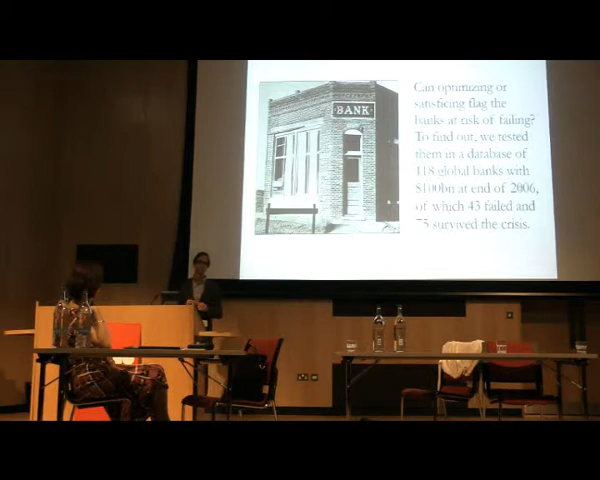 BANK
Can optimizing or
satisficing flag the
banks at risk of failing?
To find out, we tested
them in a database of
118 global banks with
$100bn at end of 2006,
of which 43 failed and
75 survived the crisis.